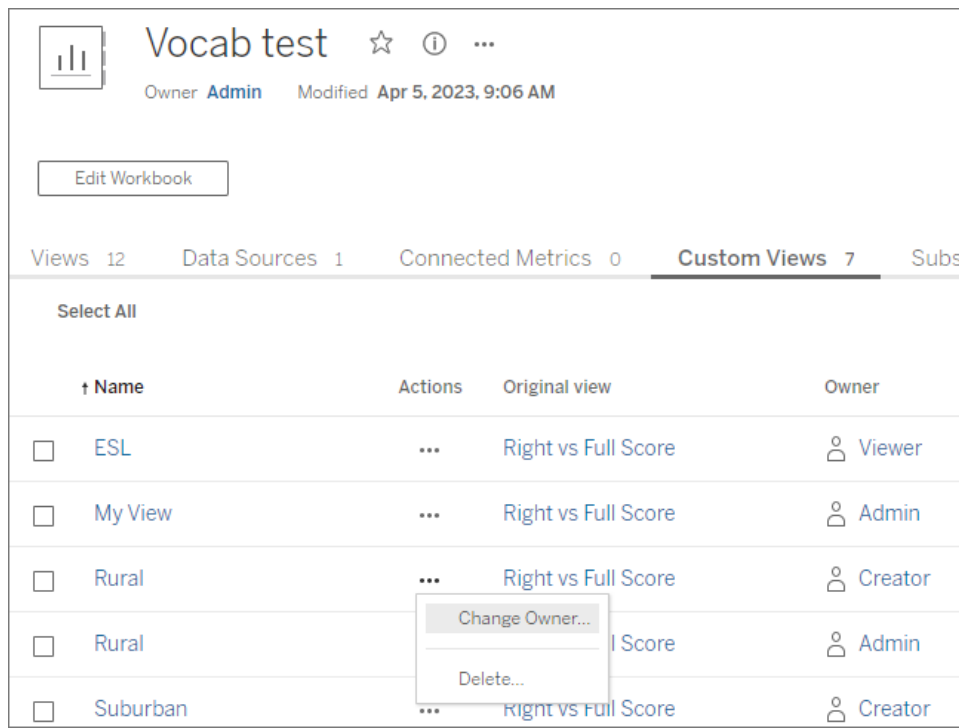 Vocab test
Owner Admin Modified Apr 5, 2023, 9:06 AM
Edit Workbook
Views 12 Data Sources 1 Connected Metrics 0 Custom Views 7 Subs
Select All
↑ Name Actions Original view Owner
ESL ... Right vs Full Score Viewer
My View ... Right vs Full Score Admin
Rural ... Right vs Full Score Creator
Change Owner...
Rural l Score Admin
Delete...
Suburban ... Right vs Full Score Creator